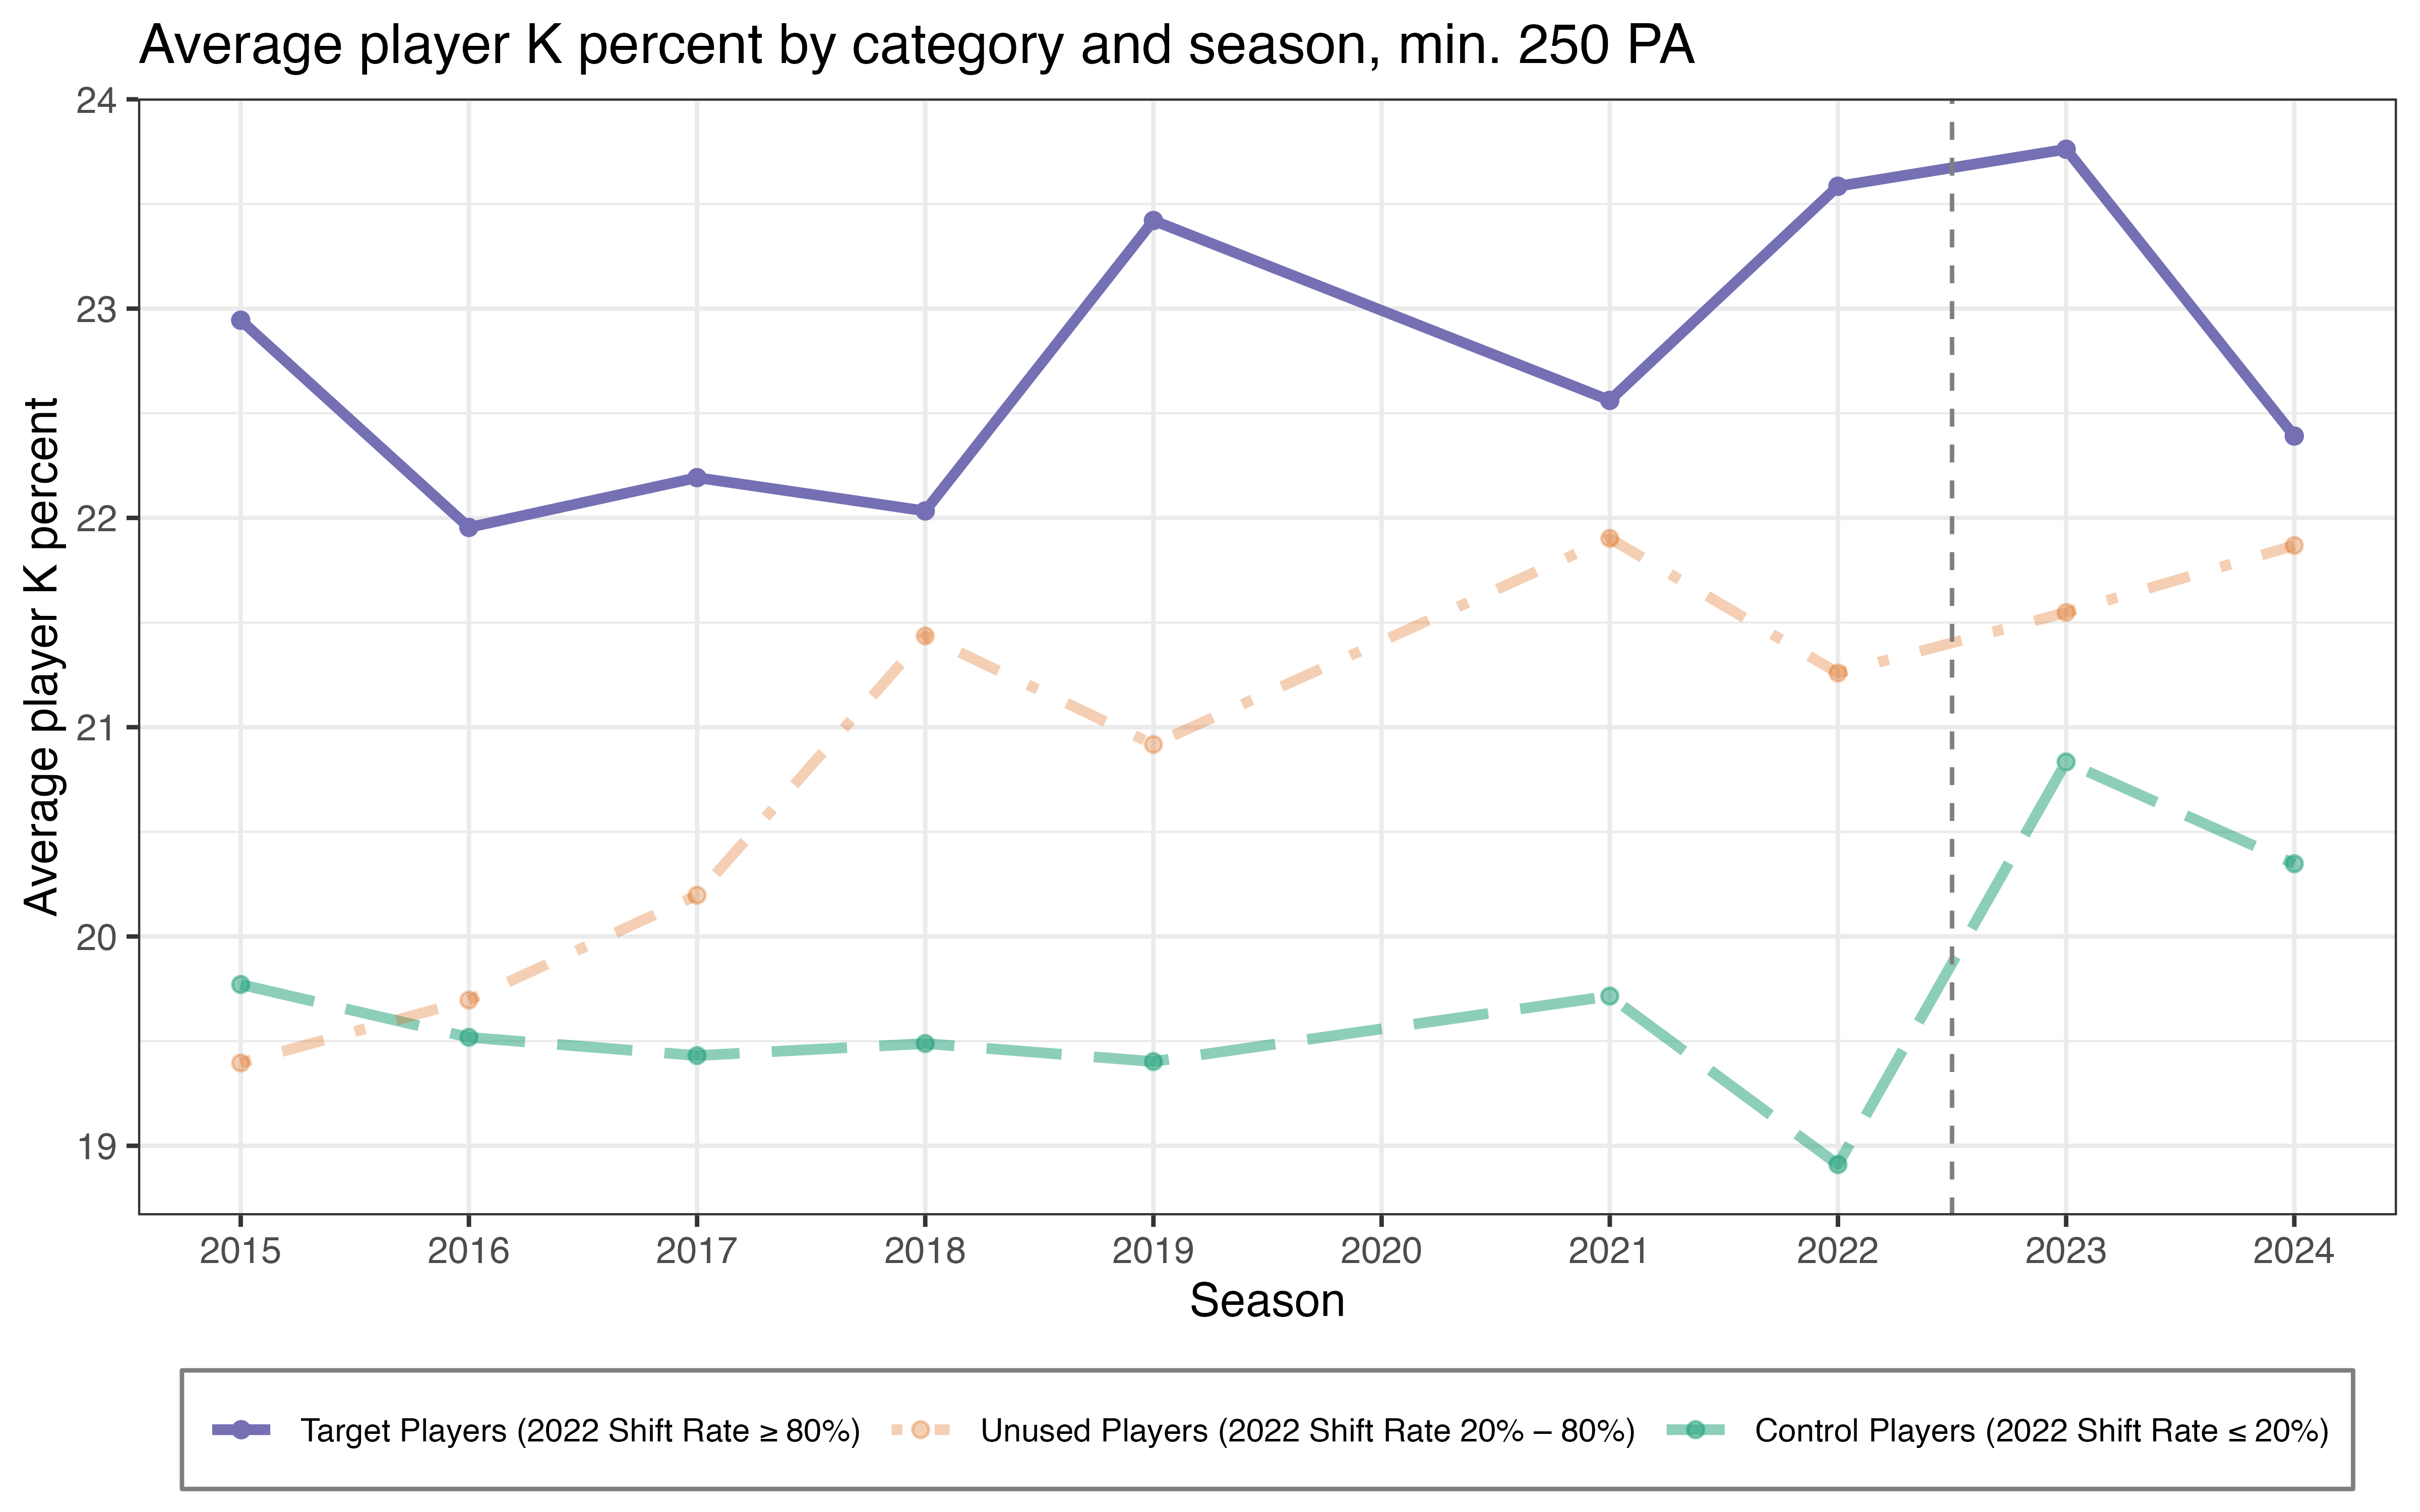 Average player K percent by category and season, min. 250 PA
Average player K percent
24
23
22
21
20
19
2015 2016 2017 2018 2019 2020 2021 2022 2023 2024
Season
Target Players (2022 Shift Rate ≥ 80%) Unused Players (2022 Shift Rate 20% – 80%) Control Players (2022 Shift Rate ≤ 20%)